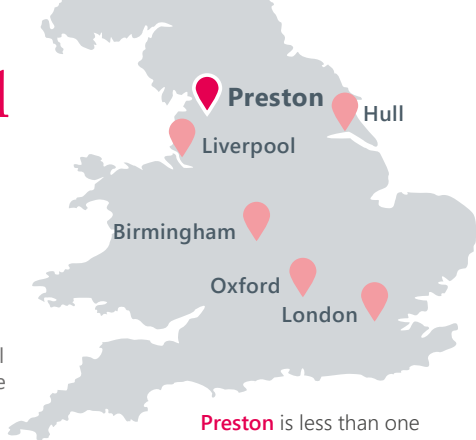 Preston
Hull
Liverpool
Birmingham
Oxford
London
Preston is less than one